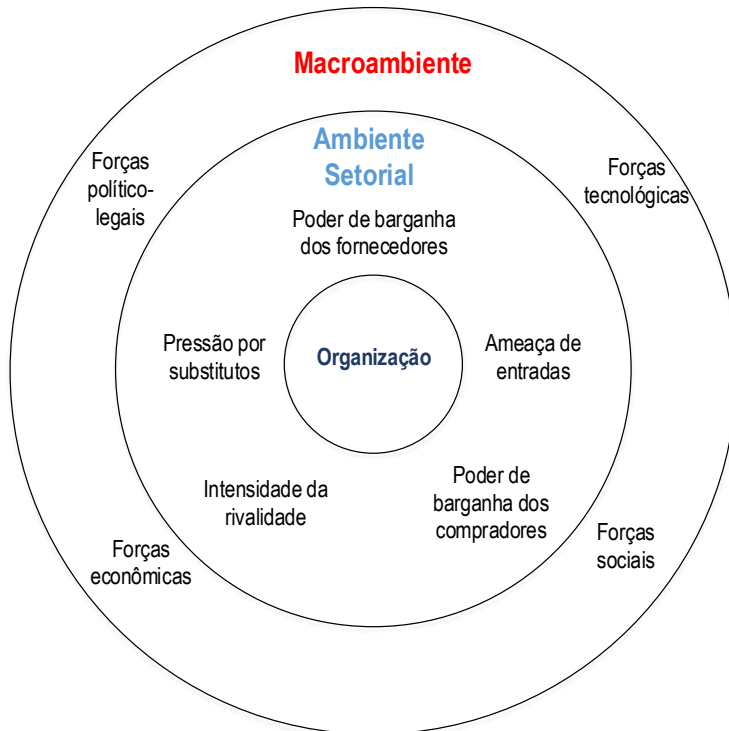 Macroambiente
Ambiente
Setorial
Forças
político-
legais
Forças
tecnológicas
Poder de barganha
dos fornecedores
Pressão por
substitutos
Organização
Ameaça de
entradas
Intensidade da
rivalidade
Poder de
barganha dos
compradores
Forças
econômicas
Forças
sociais